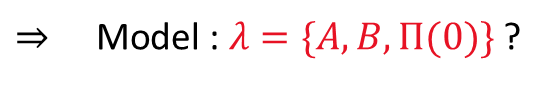 ⇒ Model : λ = {A, B, Π(0)} ?